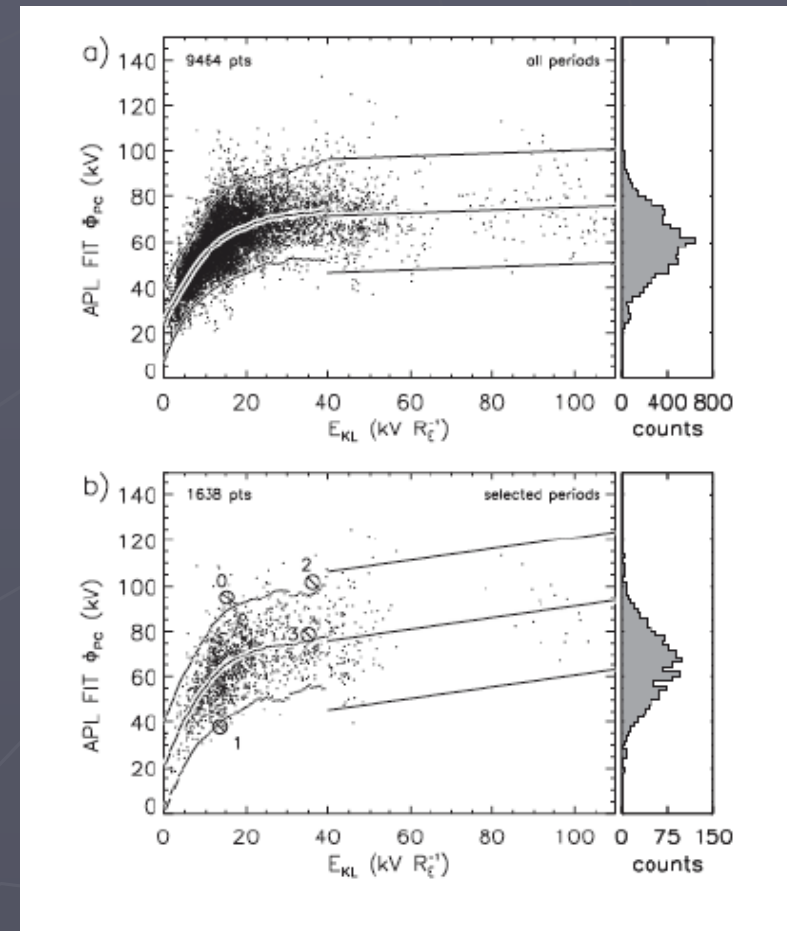 a)
9464 pts
all periods
140
120
100
80
60
40
20
0
APL FIT Φ_PC (kV)
0 20 40 60 80 100
E_KL (kV R_E^-1)
0 400 800
counts
b)
1638 pts
selected periods
140
120
100
80
60
40
20
0
APL FIT Φ_PC (kV)
0
2
3
1
0 20 40 60 80 100
E_KL (kV R_E^-1)
0 75 150
counts